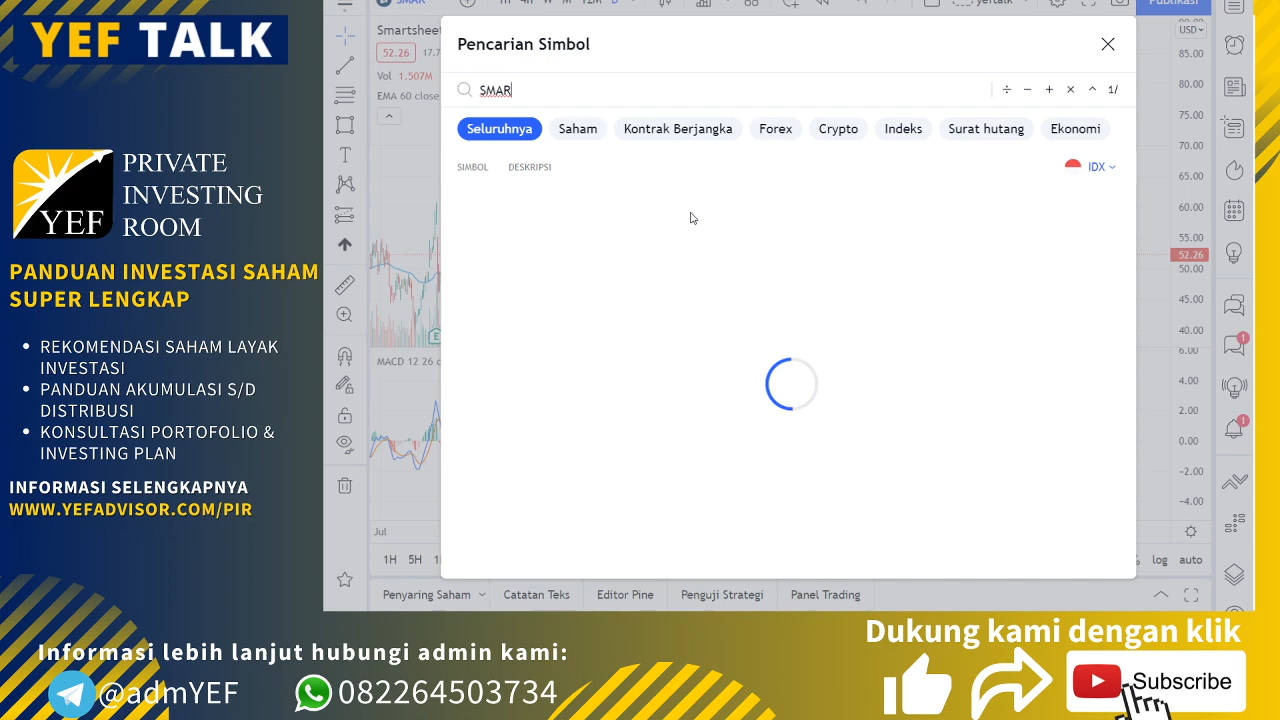 YEF TALK
YEF
PRIVATE
INVESTING
ROOM
PANDUAN INVESTASI SAHAM
SUPER LENGKAP
• REKOMENDASI SAHAM LAYAK
INVESTASI
• PANDUAN AKUMULASI S/D
DISTRIBUSI
• KONSULTASI PORTOFOLIO &
INVESTING PLAN
INFORMASI SELENGKAPNYA
WWW.YEFADVISOR.COM/PIR
SMAR
Publikasi
Smartsheet
52.26
Vol 1.507M
EMA 60 close
MACD 12 26
Jul
1H 5H
Pencarian Simbol
SMAR
÷ − + × ^ 1/
Seluruhnya Saham Kontrak Berjangka Forex Crypto Indeks Surat hutang Ekonomi
SIMBOL DESKRIPSI IDX
USD
85.00
80.00
75.00
70.00
65.00
60.00
55.00
52.26
50.00
45.00
40.00
6.00
4.00
2.00
0.00
−2.00
−4.00
1
1
% log auto
Penyaring Saham Catatan Teks Editor Pine Penguji Strategi Panel Trading
Informasi lebih lanjut hubungi admin kami:
@admYEF 082264503734
Dukung kami dengan klik
Subscribe